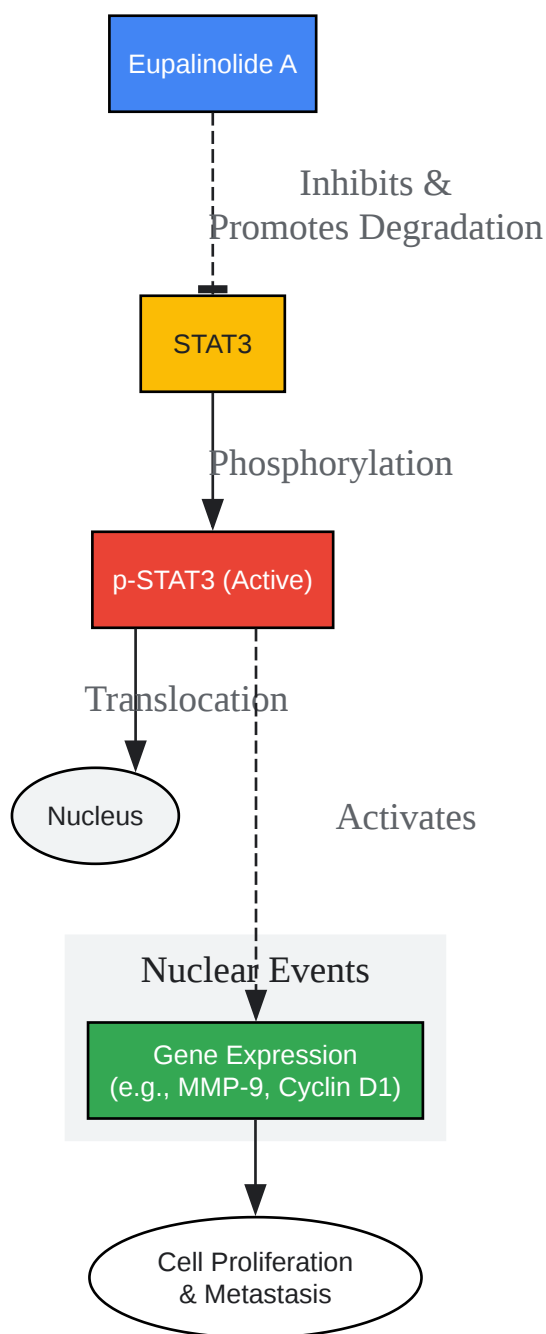 Eupalinolide A
Inhibits &
Promotes Degradation
STAT3
Phosphorylation
p-STAT3 (Active)
Translocation
Nucleus
Activates
Nuclear Events
Gene Expression
(e.g., MMP-9, Cyclin D1)
Cell Proliferation
& Metastasis